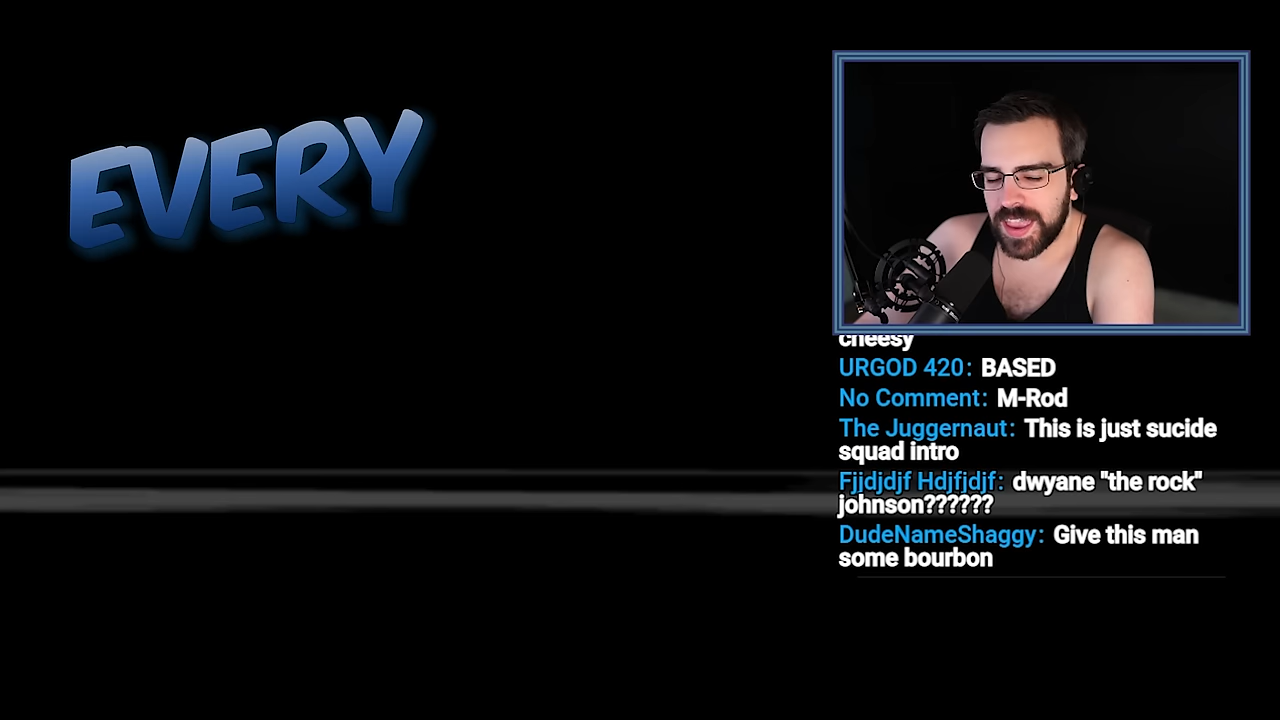 EVERY
cheesy
URGOD 420: BASED
No Comment: M-Rod
The Juggernaut: This is just sucide
squad intro
Fjjdjdjf Hdjfjdjf: dwyane "the rock"
johnson??????
DudeNameShaggy: Give this man
some bourbon